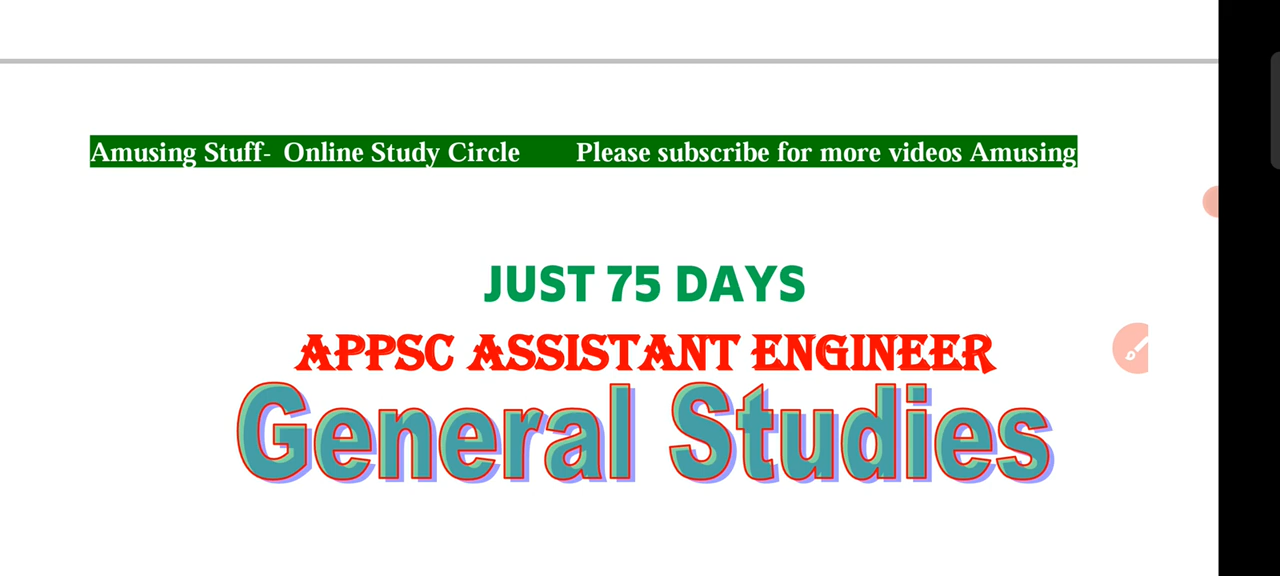 Amusing Stuff- Online Study Circle Please subscribe for more videos Amusing
JUST 75 DAYS
APPSC ASSISTANT ENGINEER
General Studies